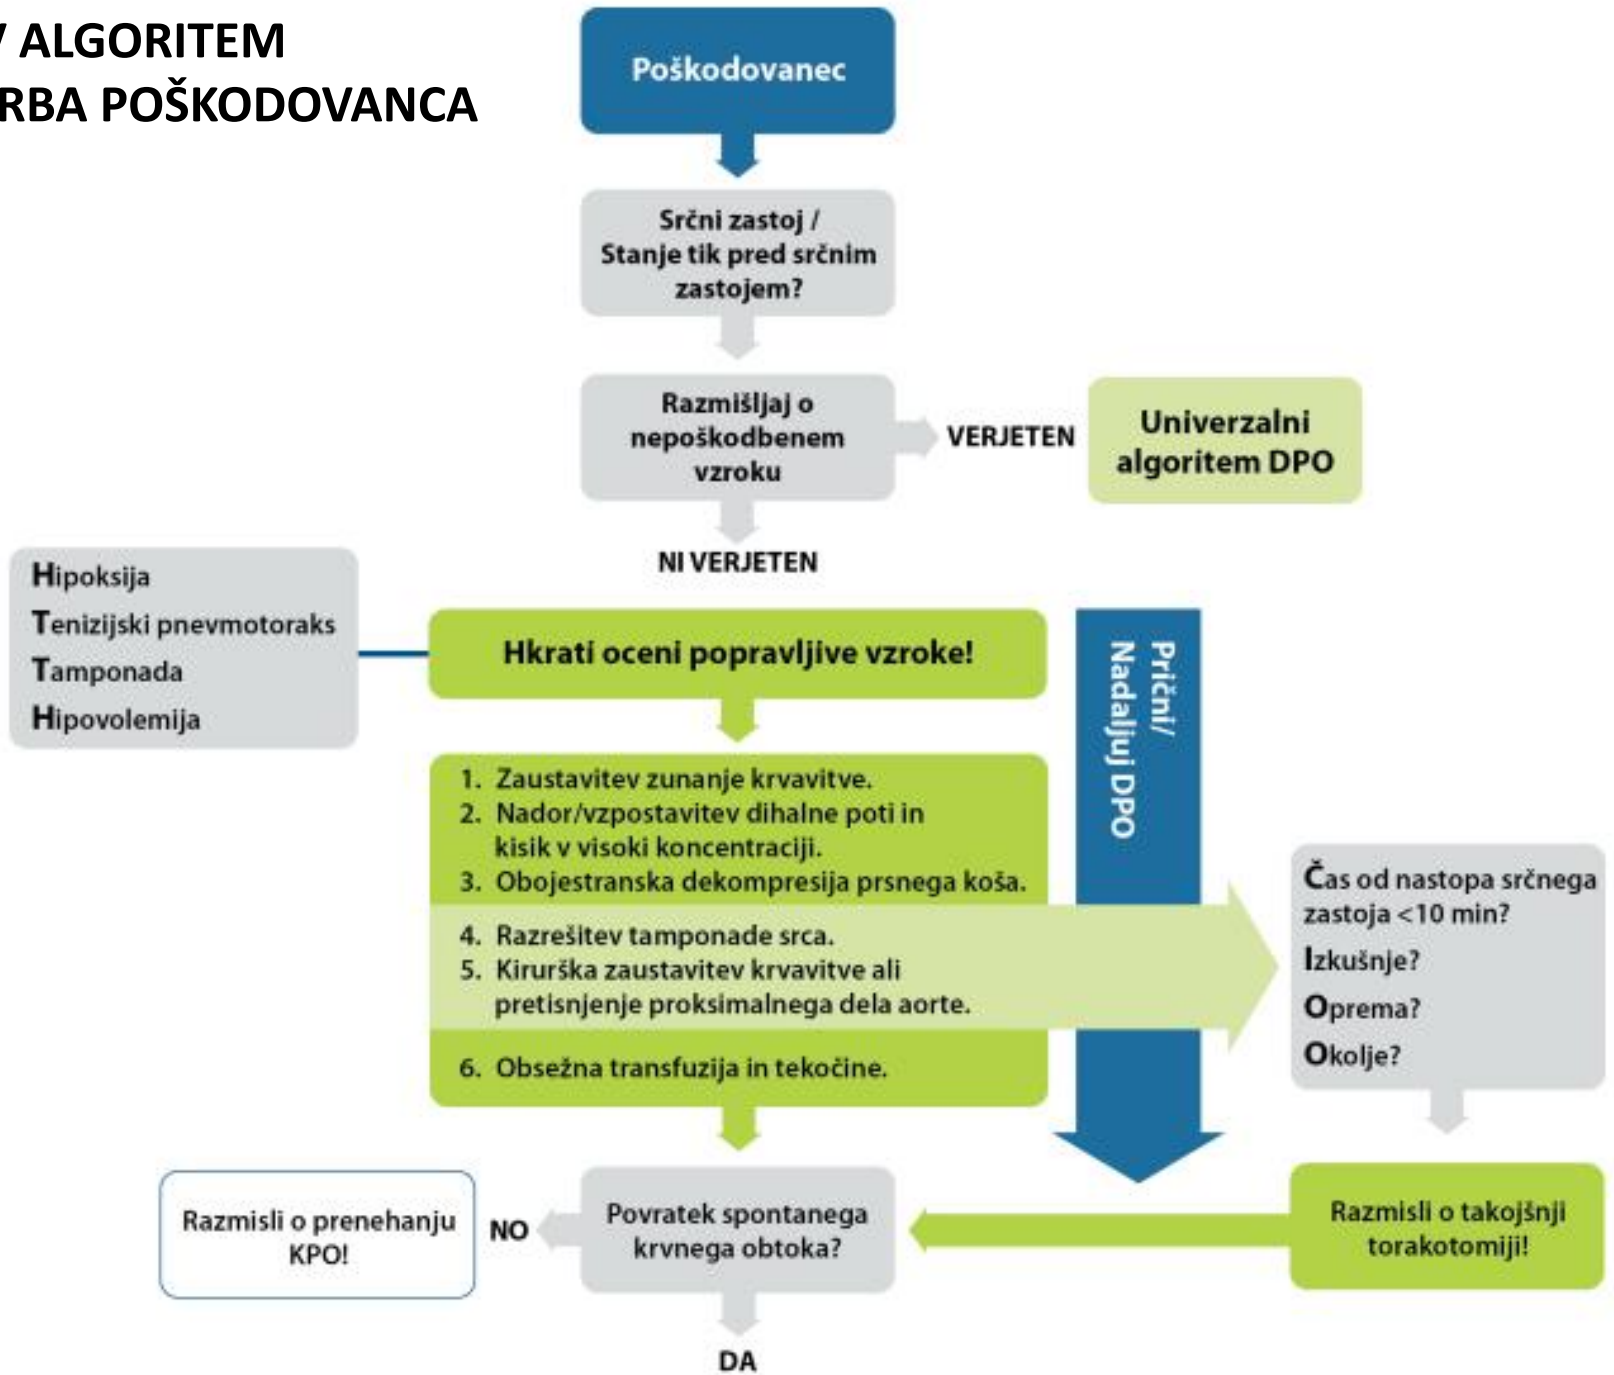 ALGORITEM
POŠKODOVANCA
Poškodovanec
Srčni zastoj /
Stanje tik pred srčnim
zastojem?
Razmišljaj o
nepoškodbenem
vzroku
VERJETEN
Univerzalni
algoritem DPO
NI VERJETEN
Hipoksija
Tenizijski pnevmotoraks
Tamponada
Hipovolemija
Hkrati oceni popravljive vzroke!
Prični/
Nadaljuj DPO
1. Zaustavitev zunanje krvavitve.
2. Nador/vzpostavitev dihalne poti in
kisik v visoki koncentraciji.
3. Obojestranska dekompresija prsnega koša.
4. Razrešitev tamponade srca.
5. Kirurška zaustavitev krvavitve ali
pretisnjenje proksimalnega dela aorte.
6. Obsežna transfuzija in tekočine.
Čas od nastopa srčnega
zastoja <10 min?
Izkušnje?
Oprema?
Okolje?
Razmisli o takojšnji
torakotomiji!
Povratek spontanega
krvnega obtoka?
NO
Razmisli o prenehanju
KPO!
DA